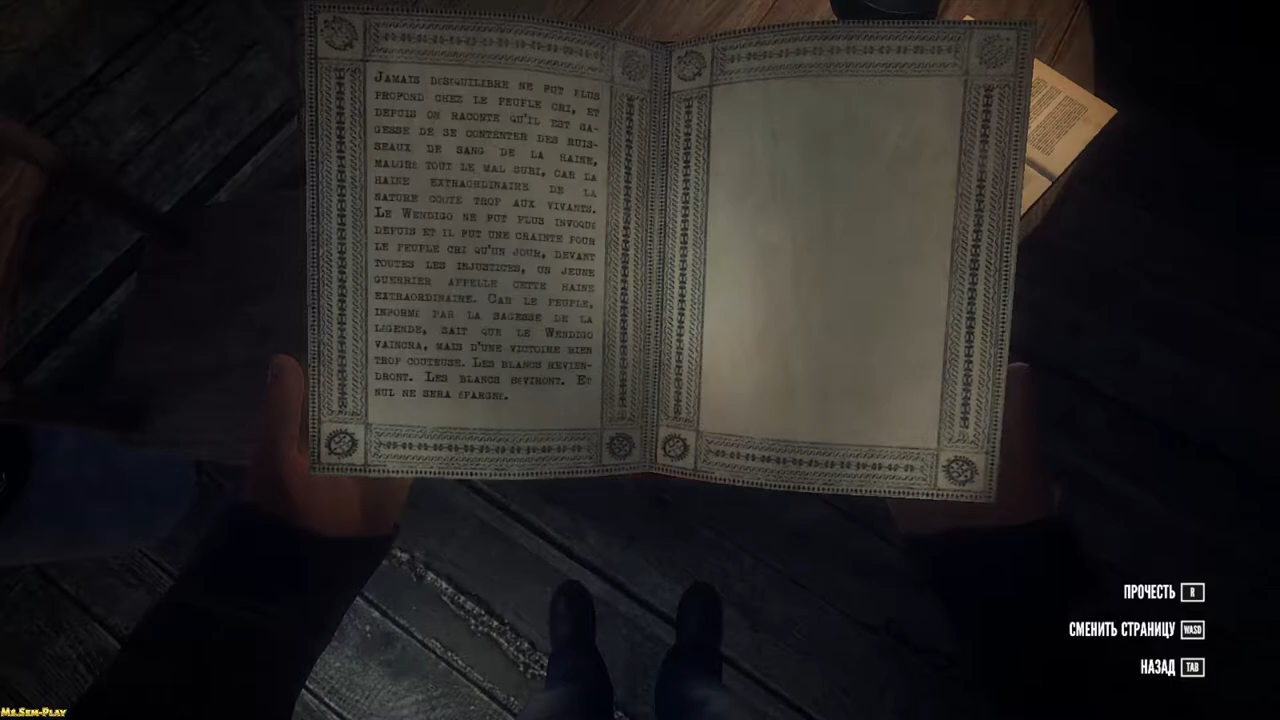 JAMAIS DéSéQUILIBRE NE FUT PLUS
PROFOND CHEZ LE PEUPLE CRI, ET
DEPUIS ON RACONTE QU'IL EST SA-
GESSE DE SE CONTENTER DES RUIS-
SEAUX DE SANG DE LA HAINE,
MALGRé TOUT LE MAL SUBI, CAR LA
HAINE EXTRAORDINAIRE DE LA
NATURE COûTE TROP AUX VIVANTS.
LE WENDIGO NE FUT PLUS INVOQUé
DEPUIS ET IL FUT UNE CRAINTE POUR
LE PEUPLE CRI QU'UN JOUR, DEVANT
TOUTES LES INJUSTICES, UN JEUNE
GUERRIER APPELLE CETTE HAINE
EXTRAORDINAIRE. CAR LE PEUPLE,
INFORMé PAR LA SAGESSE DE LA
LéGENDE, SAIT QUE LE WENDIGO
VAINCRA, MAIS D'UNE VICTOIRE BIEN
TROP COUTEUSE. LES BLANCS REVIEN-
DRONT. LES BLANCS SéVIRONT. ET
NUL NE SERA éPARGNé.
ПРОЧЕСТЬ R
СМЕНИТЬ СТРАНИЦУ WASD
НАЗАД TAB
Ms.Sem-Play